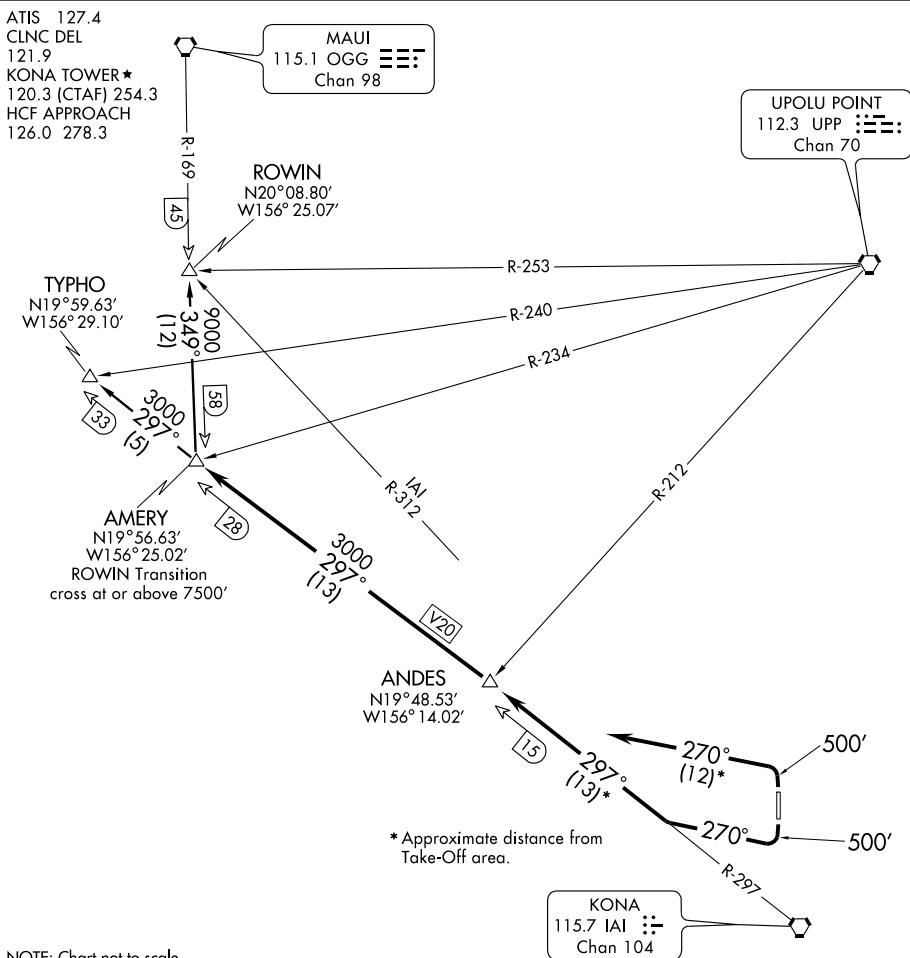 ATIS 127.4
CLNC DEL
121.9
KONA TOWER★
120.3 (CTAF) 254.3
HCF APPROACH
126.0 278.3
MAUI
115.1 OGG
Chan 98
UPOLU POINT
112.3 UPP
Chan 70
R-169
45
ROWIN
N20°08.80'
W156°25.07'
TYPHO
N19°59.63'
W156°29.10'
R-253
R-240
R-234
R-212
9000
349°
(12)
58
3000
297°
(5)
33
AMERY
N19°56.63'
W156°25.02'
ROWIN Transition
cross at or above 7500'
28
IAI
R-312
3000
297°
(13)
V20
ANDES
N19°48.53'
W156°14.02'
15
297°
(13)*
270°
(12)*
500'
270°
500'
* Approximate distance from
Take-Off area.
R-297
KONA
115.7 IAI
Chan 104
NOTE: Chart not to scale